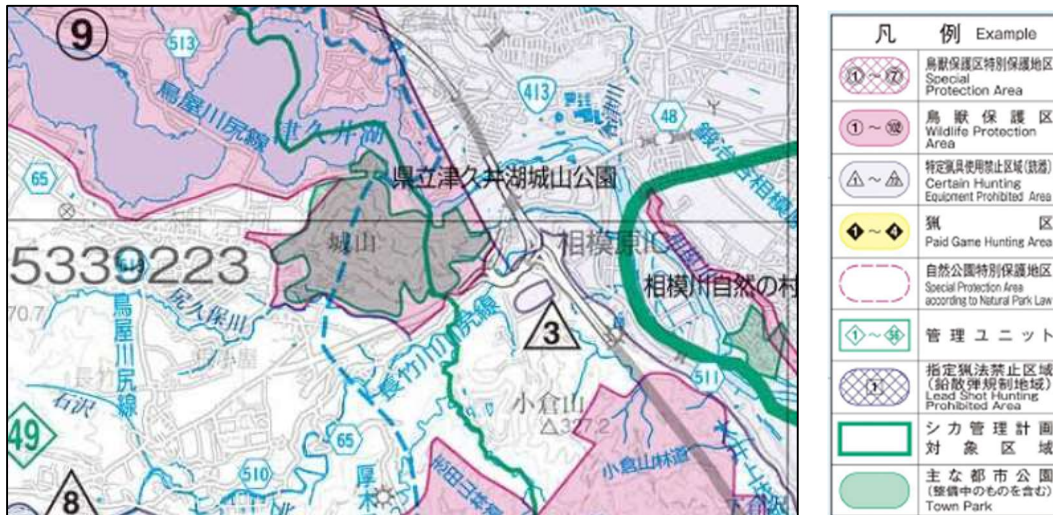 9
513
鳥屋川尻線
津久井湖
413
48
65
県立津久井湖城山公園
城山
相模原IC
相模川自然の村
5339223
70.7
尻久保川
鳥屋川尻線
長竹川尻線
3
石沢
小倉山
△327.2
511
49
65
510
小倉山林道
8
厚木
凡 例 Example
①～⑦
鳥獣保護区特別保護地区
Special
Protection Area
①～102
鳥獣保護区
Wildlife Protection
Area
特定猟具使用禁止区域(銃器)
Certain Hunting
Equipment Prohibited Area
1～4
猟区
Paid Game Hunting Area
自然公園特別保護地区
Special Protection Area
according to Natural Park Law
管理ユニット
1
指定猟法禁止区域
(鉛散弾規制地域)
Lead Shot Hunting
Prohibited Area
シカ管理計画
対象区域
主な都市公園
(整備中のものを含む)
Town Park